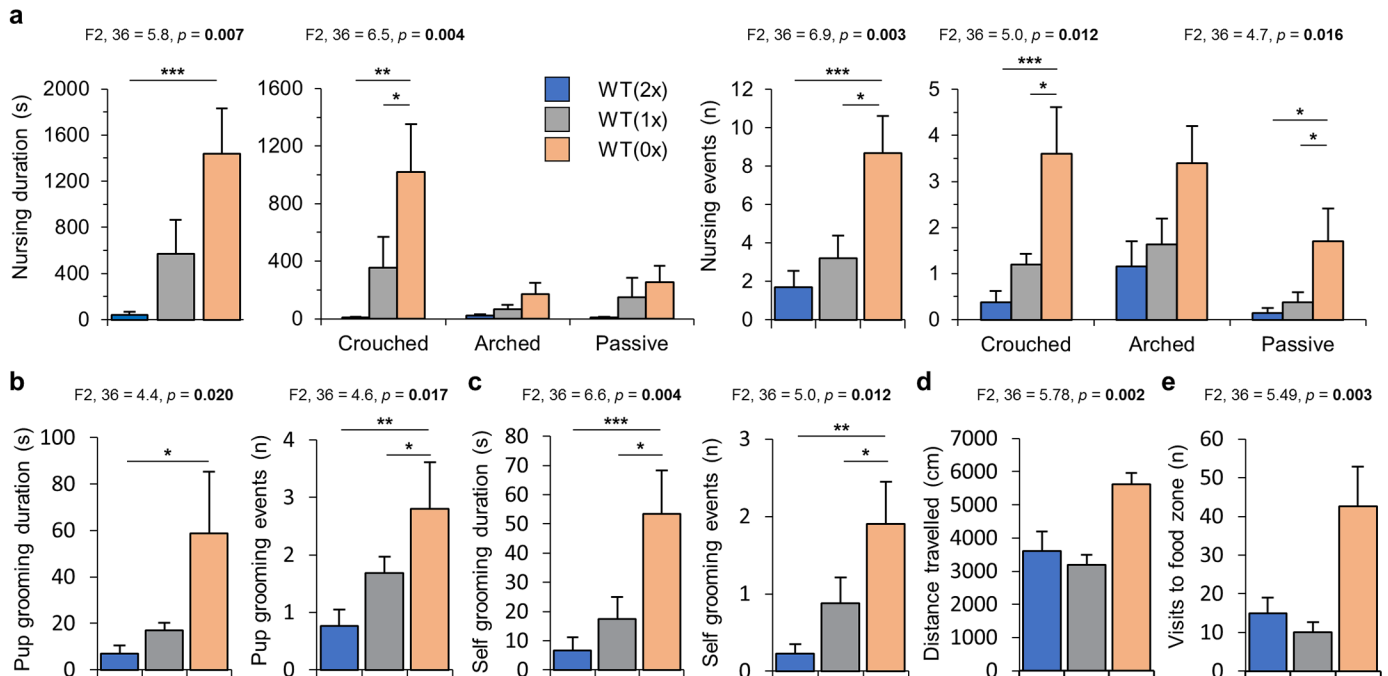 a
F2, 36 = 5.8, p = 0.007
F2, 36 = 6.5, p = 0.004
F2, 36 = 6.9, p = 0.003
F2, 36 = 5.0, p = 0.012
F2, 36 = 4.7, p = 0.016
Nursing duration (s)
2000
1600
1200
800
400
0
***
1600
1200
800
400
0
**
*
Crouched
Arched
Passive
WT(2x)
WT(1x)
WT(0x)
Nursing events (n)
12
10
8
6
4
2
0
***
*
5
4
3
2
1
0
***
*
*
*
Crouched
Arched
Passive
b
F2, 36 = 4.4, p = 0.020
F2, 36 = 4.6, p = 0.017
Pup grooming duration (s)
100
80
60
40
20
0
*
Pup grooming events (n)
4
3
2
1
0
**
*
c
F2, 36 = 6.6, p = 0.004
F2, 36 = 5.0, p = 0.012
Self grooming duration (s)
80
70
60
50
40
30
20
10
0
***
*
Self grooming events (n)
3
2
1
0
**
*
d
F2, 36 = 5.78, p = 0.002
Distance travelled (cm)
7000
6000
5000
4000
3000
2000
1000
0
e
F2, 36 = 5.49, p = 0.003
Visits to food zone (n)
60
50
40
30
20
10
0